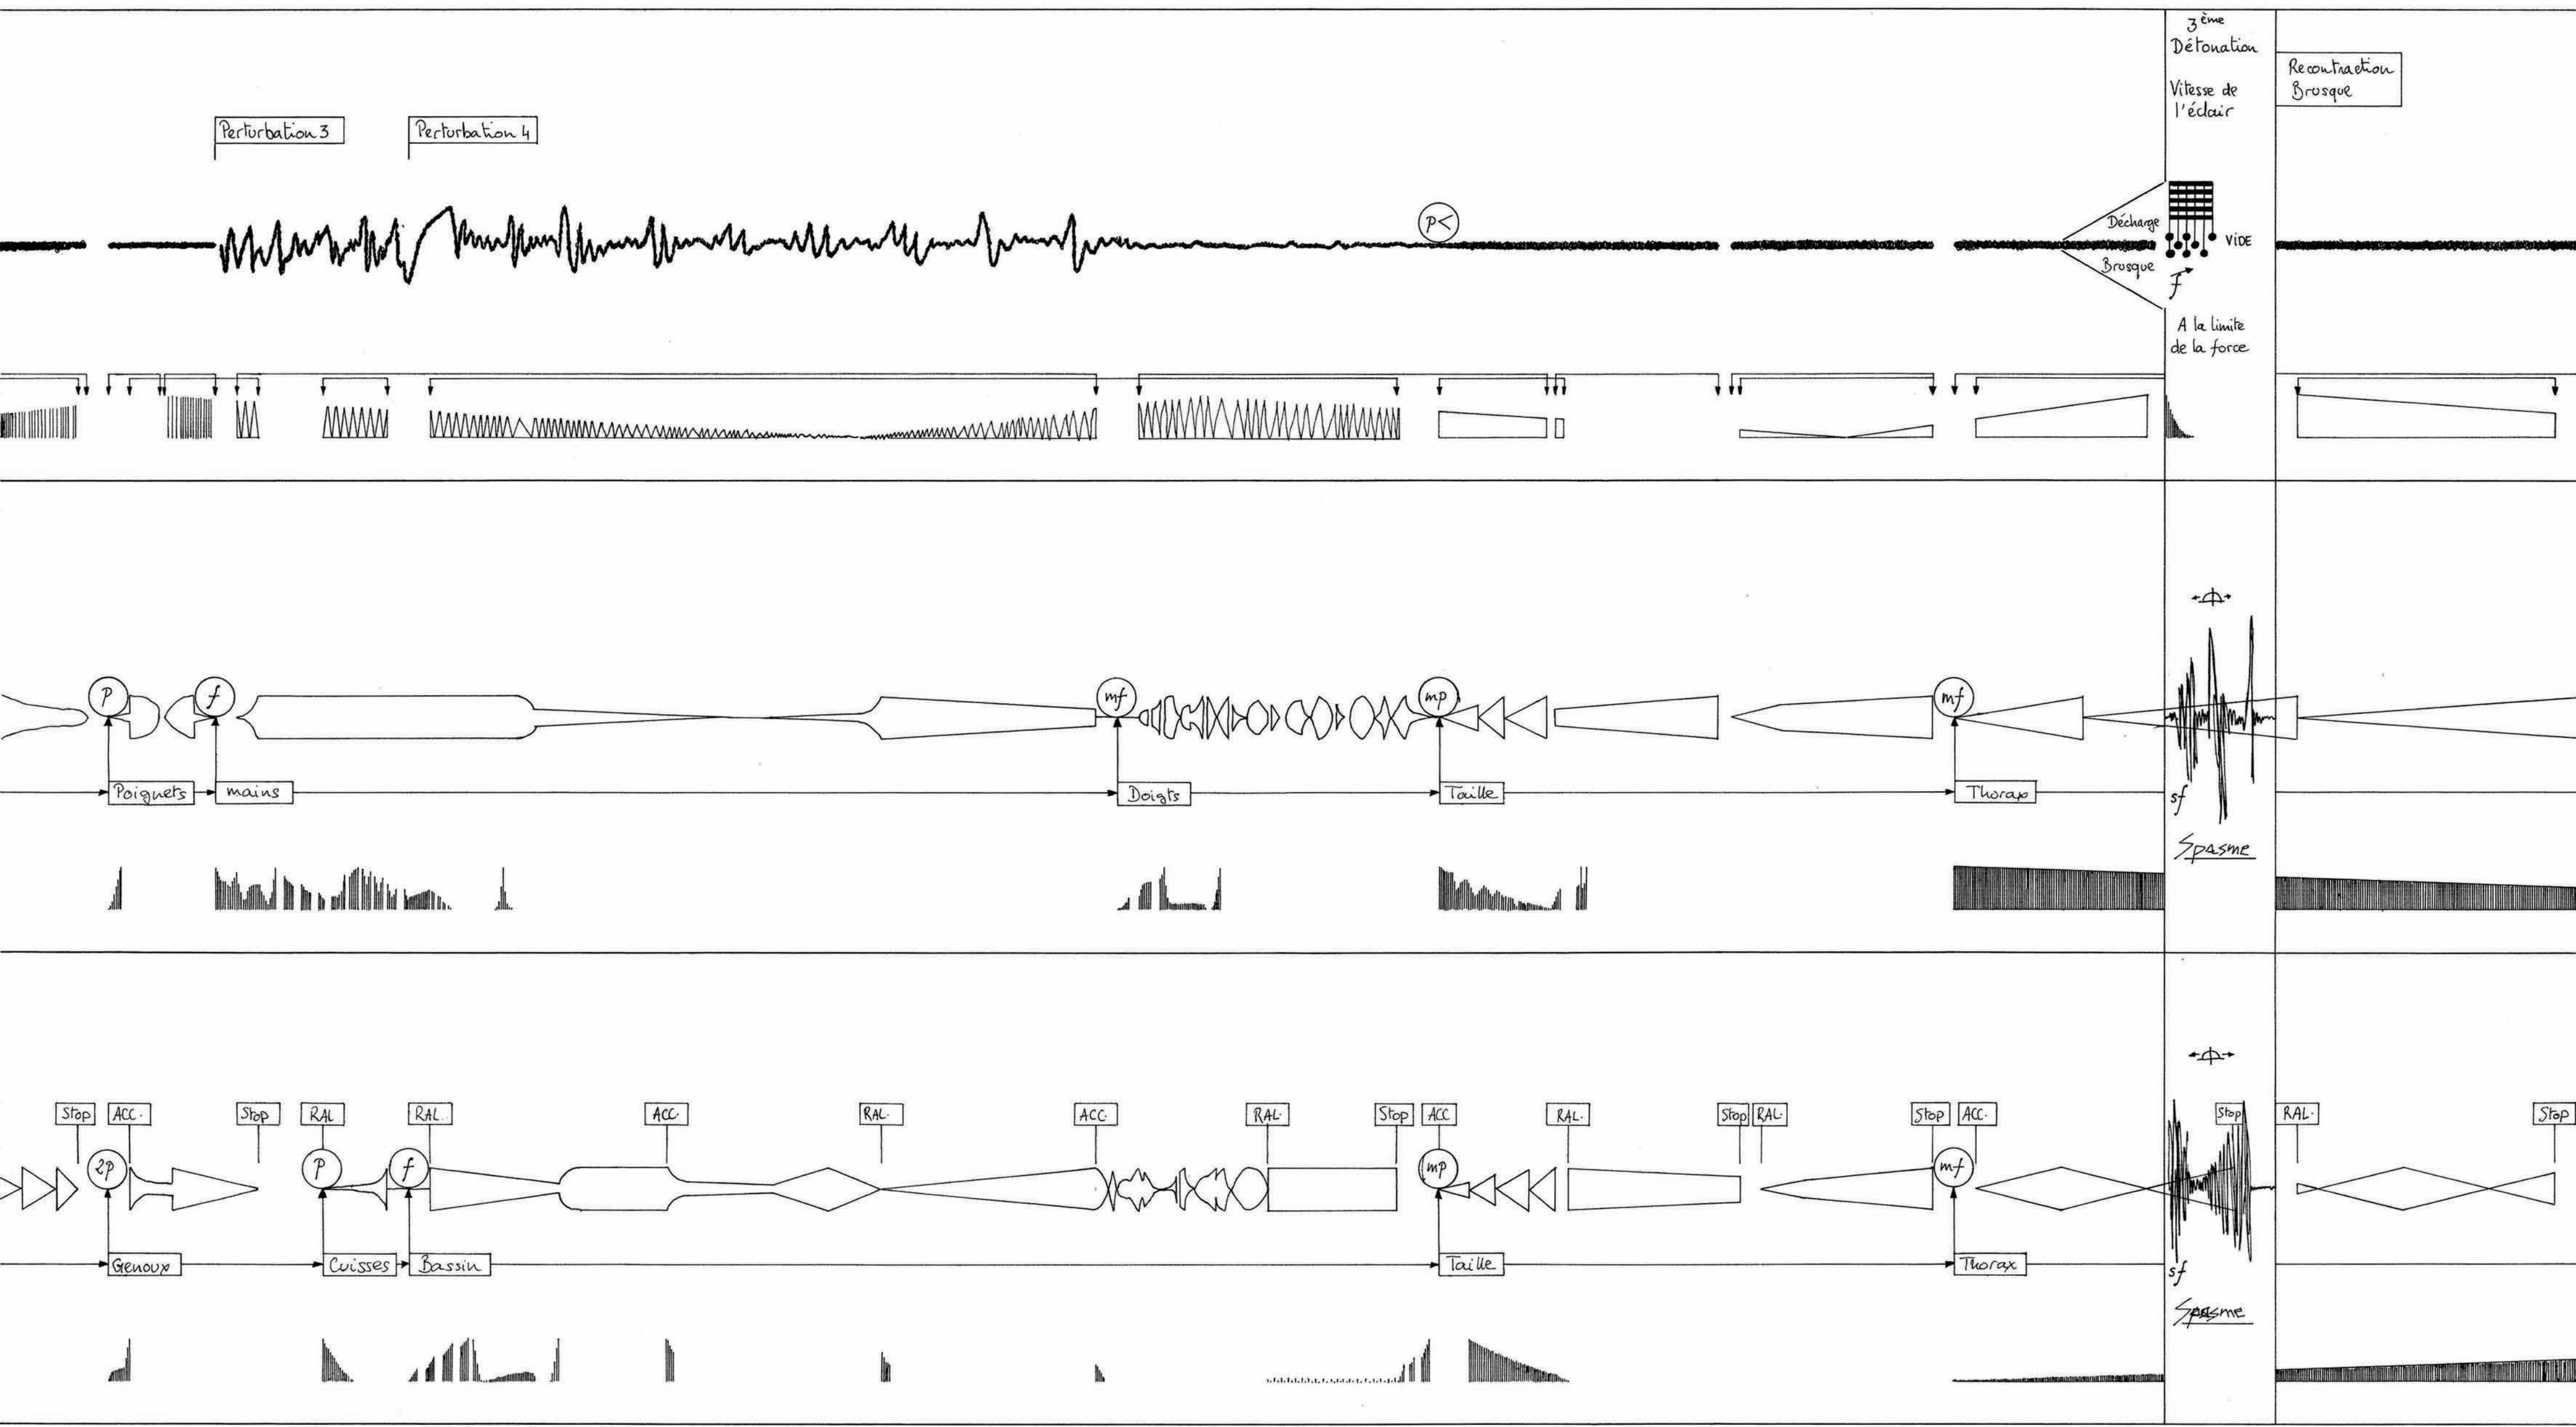 3ème
Détonation
Vitesse de
l'éclair
Recontraction
Brusque
Perturbation 3
Perturbation 4
p<
Décharge
Brusque
VIDE
f
A la limite
de la force
P
f
mf
mp
mf
Poignets
mains
Doigts
Taille
Thorax
sf
Spasme
Stop
ACC.
Stop
RAL
RAL.
ACC.
RAL.
ACC.
RAL.
Stop
ACC
RAL.
Stop
RAL.
Stop
ACC.
Stop
RAL.
Stop
2P
P
f
mp
mf
Genoux
Cuisses
Bassin
Taille
Thorax
sf
Spasme